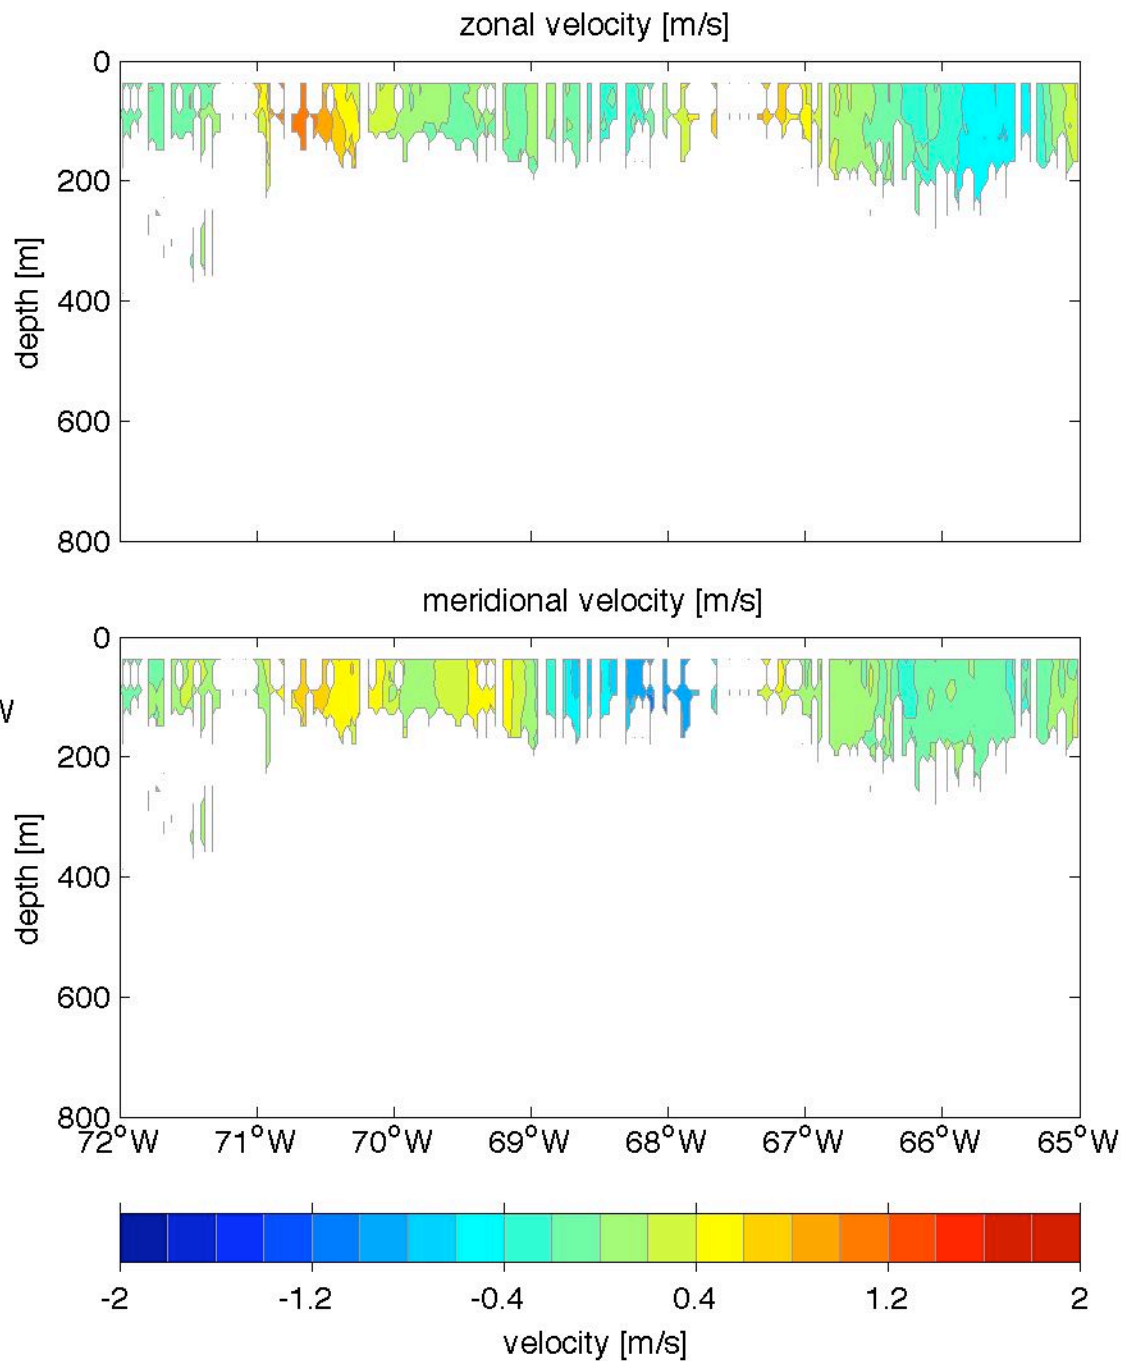 zonal velocity [m/s]
0
200
400
600
800
depth [m]
meridional velocity [m/s]
0
200
400
600
800
depth [m]
W
72°W 71°W 70°W 69°W 68°W 67°W 66°W 65°W
-2 -1.2 -0.4 0.4 1.2 2
velocity [m/s]